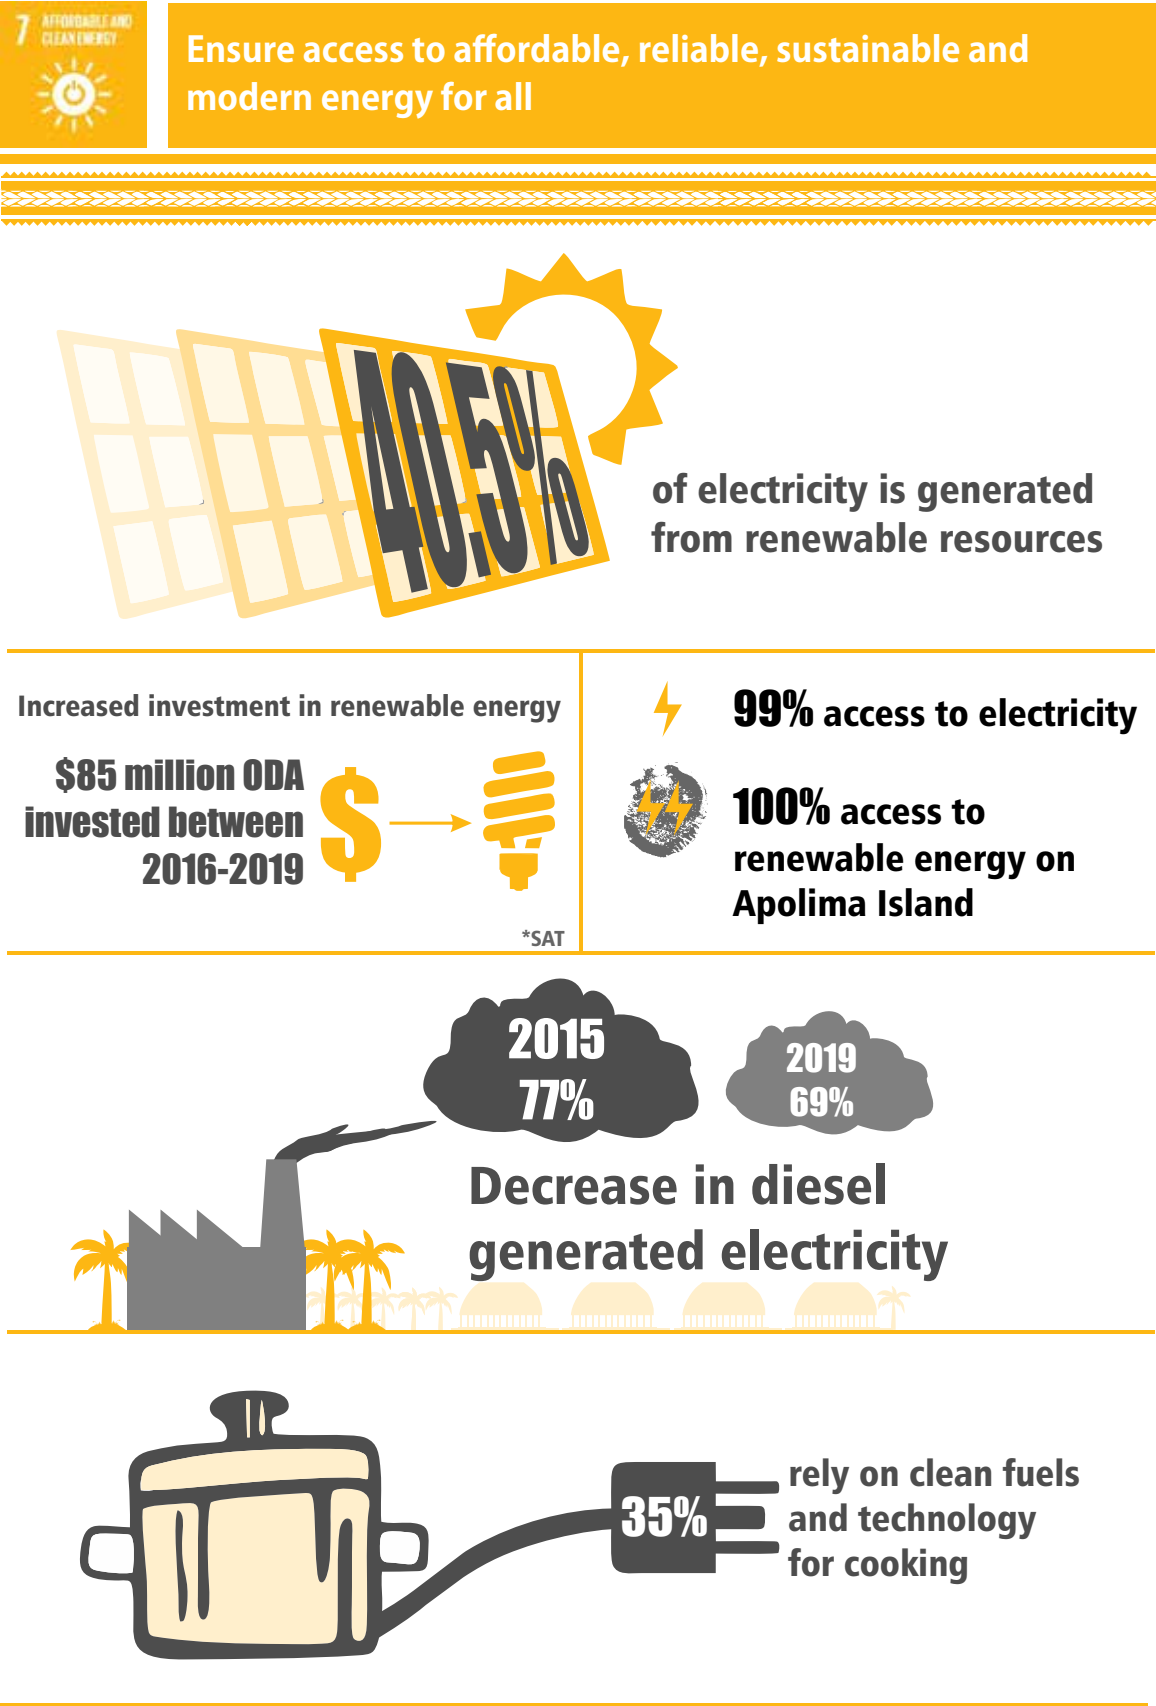 7 AFFORDABLE AND
CLEAN ENERGY
Ensure access to affordable, reliable, sustainable and
modern energy for all
40.5%
of electricity is generated
from renewable resources
Increased investment in renewable energy
$85 million ODA
invested between
2016-2019
$
*SAT
99% access to electricity
100% access to
renewable energy on
Apolima Island
2015
77%
2019
69%
Decrease in diesel
generated electricity
35%
rely on clean fuels
and technology
for cooking